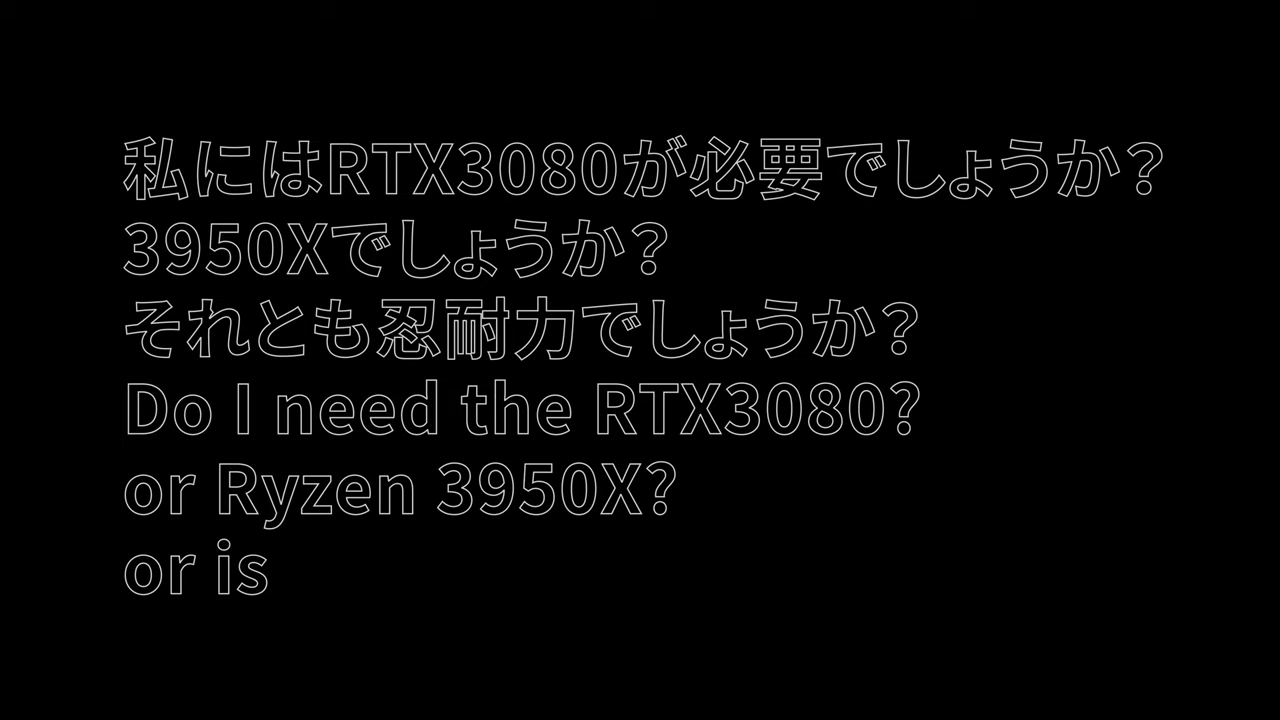 私にはRTX3080が必要でしょうか？
3950Xでしょうか？
それとも忍耐力でしょうか？
Do I need the RTX3080?
or Ryzen 3950X?
or is